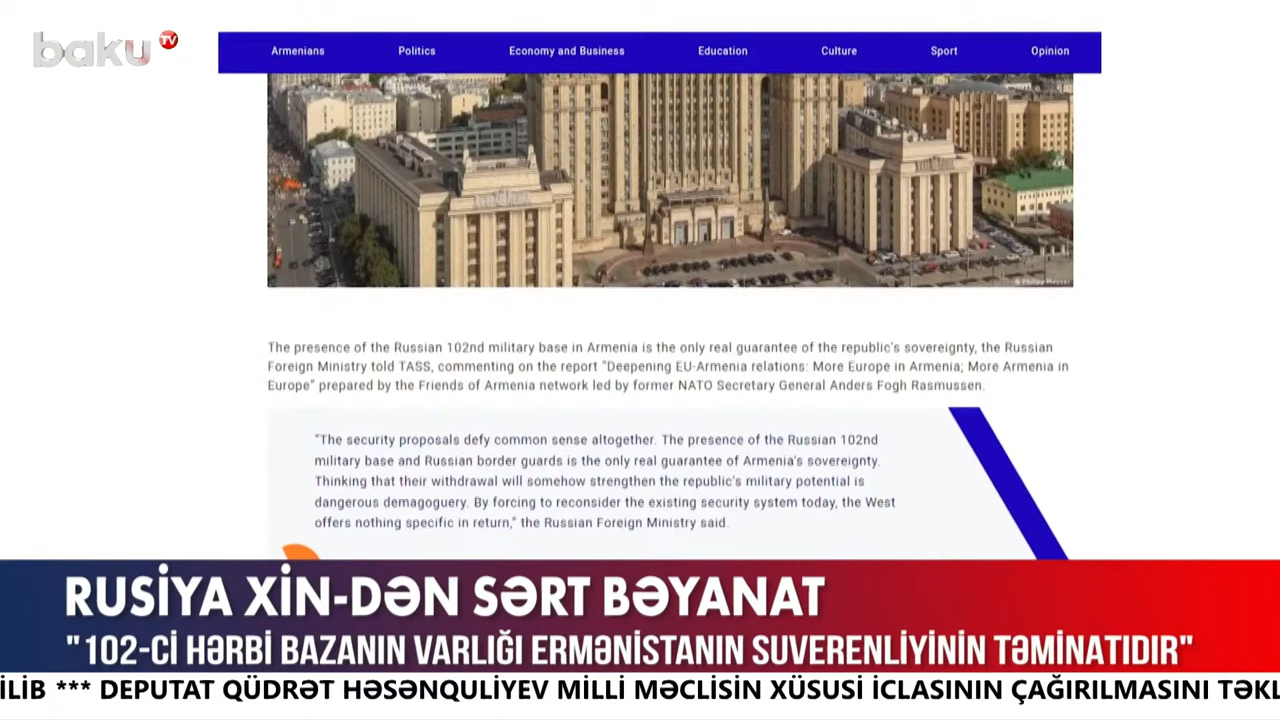 baku TV
Armenians Politics Economy and Business Education Culture Sport Opinion
© Philipp Meuser
The presence of the Russian 102nd military base in Armenia is the only real guarantee of the republic's sovereignty, the Russian
Foreign Ministry told TASS, commenting on the report "Deepening EU-Armenia relations: More Europe in Armenia; More Armenia in
Europe" prepared by the Friends of Armenia network led by former NATO Secretary General Anders Fogh Rasmussen.
"The security proposals defy common sense altogether. The presence of the Russian 102nd
military base and Russian border guards is the only real guarantee of Armenia's sovereignty.
Thinking that their withdrawal will somehow strengthen the republic's military potential is
dangerous demagoguery. By forcing to reconsider the existing security system today, the West
offers nothing specific in return," the Russian Foreign Ministry said.
RUSİYA XİN-DƏN SƏRT BƏYANAT
"102-Cİ HƏRBİ BAZANIN VARLIĞI ERMƏNİSTANIN SUVERENLİYİNİN TƏMİNATIDIR"
İLİB *** DEPUTAT QÜDRƏT HƏSƏNQULİYEV MİLLİ MƏCLİSİN XÜSUSİ İCLASININ ÇAĞIRILMASINI TƏKL